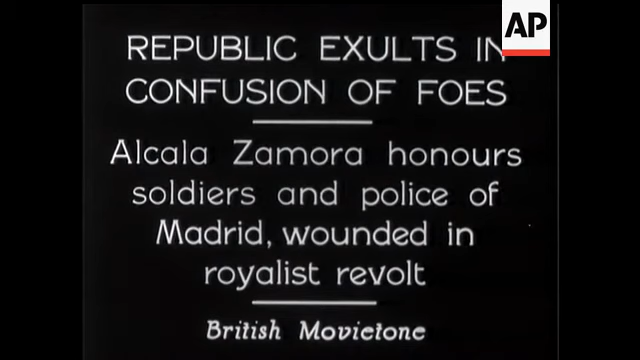 AP
REPUBLIC EXULTS IN
CONFUSION OF FOES
Alcala Zamora honours
soldiers and police of
Madrid, wounded in
royalist revolt
British Movietone